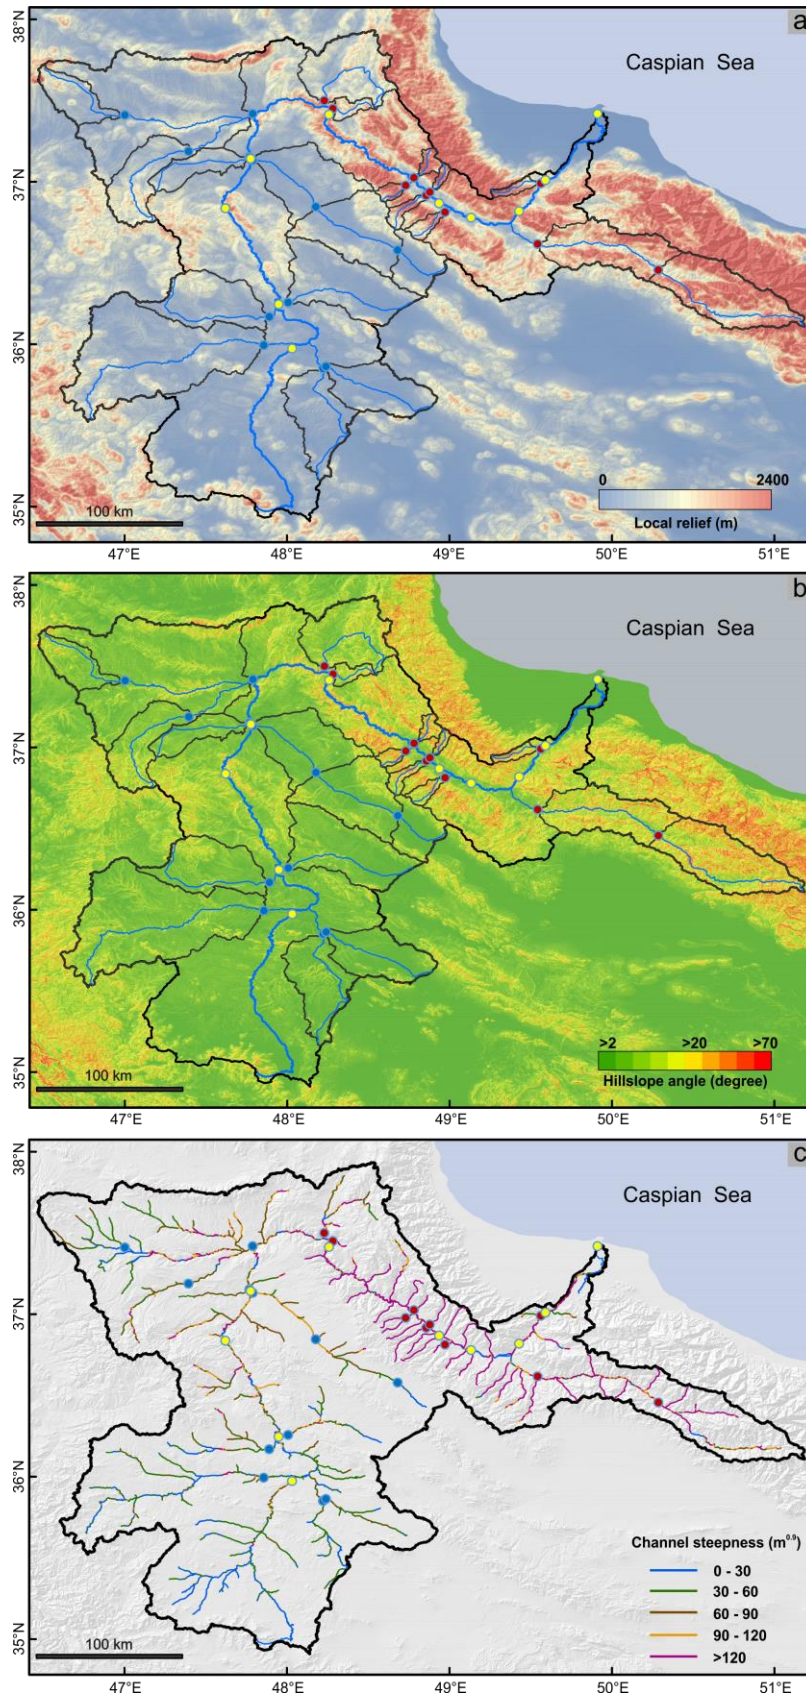 a
38°N
Caspian Sea
37°N
36°N
35°N
0 2400
Local relief (m)
100 km
47°E 48°E 49°E 50°E 51°E
b
38°N
Caspian Sea
37°N
36°N
35°N
>2 >20 >70
Hillslope angle (degree)
100 km
47°E 48°E 49°E 50°E 51°E
c
38°N
Caspian Sea
37°N
36°N
35°N
Channel steepness (m⁰·⁹)
0 - 30
30 - 60
60 - 90
90 - 120
>120
100 km
47°E 48°E 49°E 50°E 51°E